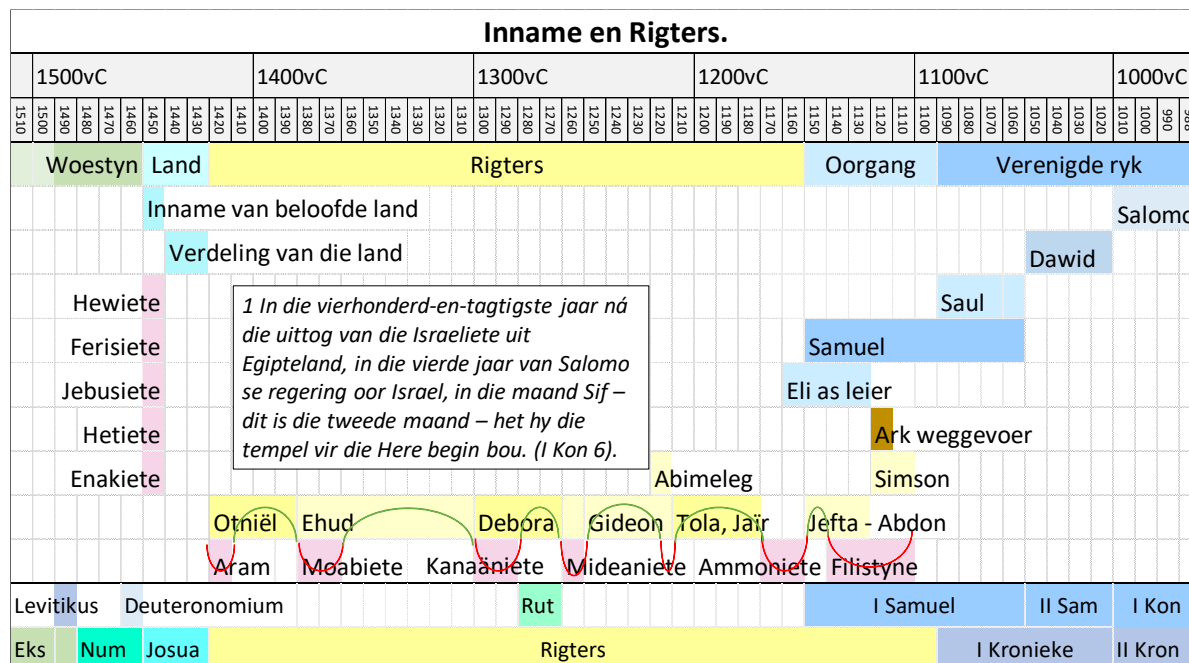 Inname en Rigters.
1500vC 1400vC 1300vC 1200vC 1100vC 1000vC
1510 1500 1490 1480 1470 1460 1450 1440 1430 1420 1410 1400 1390 1380 1370 1360 1350 1340 1330 1320 1310 1300 1290 1280 1270 1260 1250 1240 1230 1220 1210 1200 1190 1180 1170 1160 1150 1140 1130 1120 1110 1100 1090 1080 1070 1060 1050 1040 1030 1020 1010 1000 990 988
Woestyn Land Rigters Oorgang Verenigde ryk
Inname van beloofde land Salomo
Verdeling van die land Dawid
Hewiete Saul
Ferisiete Samuel
Jebusiete Eli as leier
Hetiete Ark weggevoer
Enakiete Abimeleg Simson
1 In die vierhonderd-en-tagtigste jaar ná
die uittog van die Israeliete uit
Egipteland, in die vierde jaar van Salomo
se regering oor Israel, in die maand Sif –
dit is die tweede maand – het hy die
tempel vir die Here begin bou. (I Kon 6).
Otniël Ehud Debora Gideon Tola, Jaïr Jefta - Abdon
Aram Moabiete Kanaäniete Mideaniete Ammoniete Filistyne
Levitikus Deuteronomium Rut I Samuel II Sam I Kon
Eks Num Josua Rigters I Kronieke II Kron